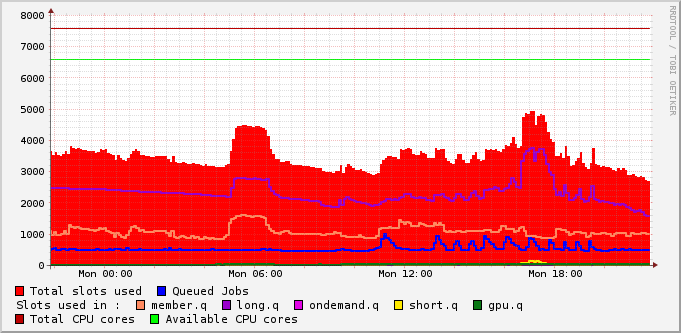 8000
7000
6000
5000
4000
3000
2000
1000
0
Mon 00:00 Mon 06:00 Mon 12:00 Mon 18:00
RRDTOOL / TOBI OETIKER
Total slots used Queued Jobs
Slots used in : member.q long.q ondemand.q short.q gpu.q
Total CPU cores Available CPU cores